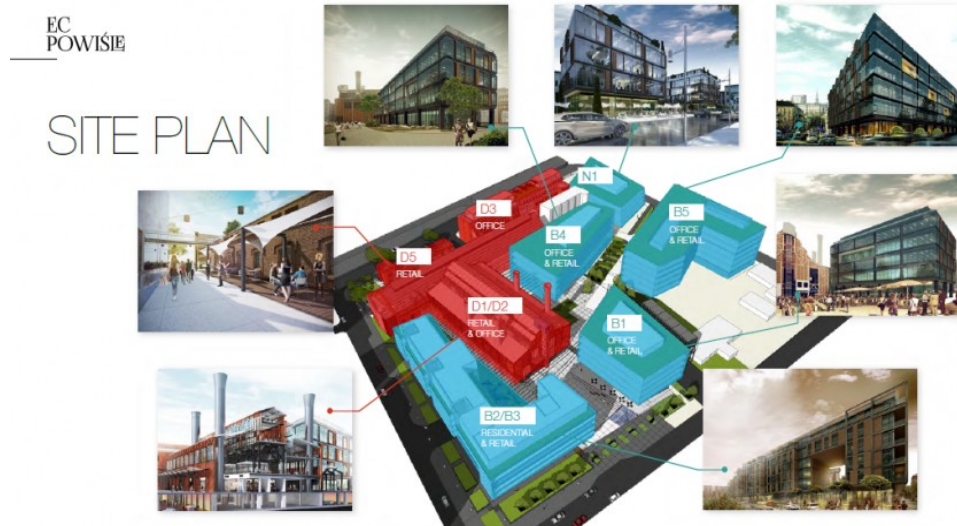 EC
POWIŚLE
SITE PLAN
N1
D3
OFFICE
B5
OFFICE
& RETAIL
B4
OFFICE
& RETAIL
D5
RETAIL
D1/D2
RETAIL
& OFFICE
B1
OFFICE
& RETAIL
B2/B3
RESIDENTIAL
& RETAIL